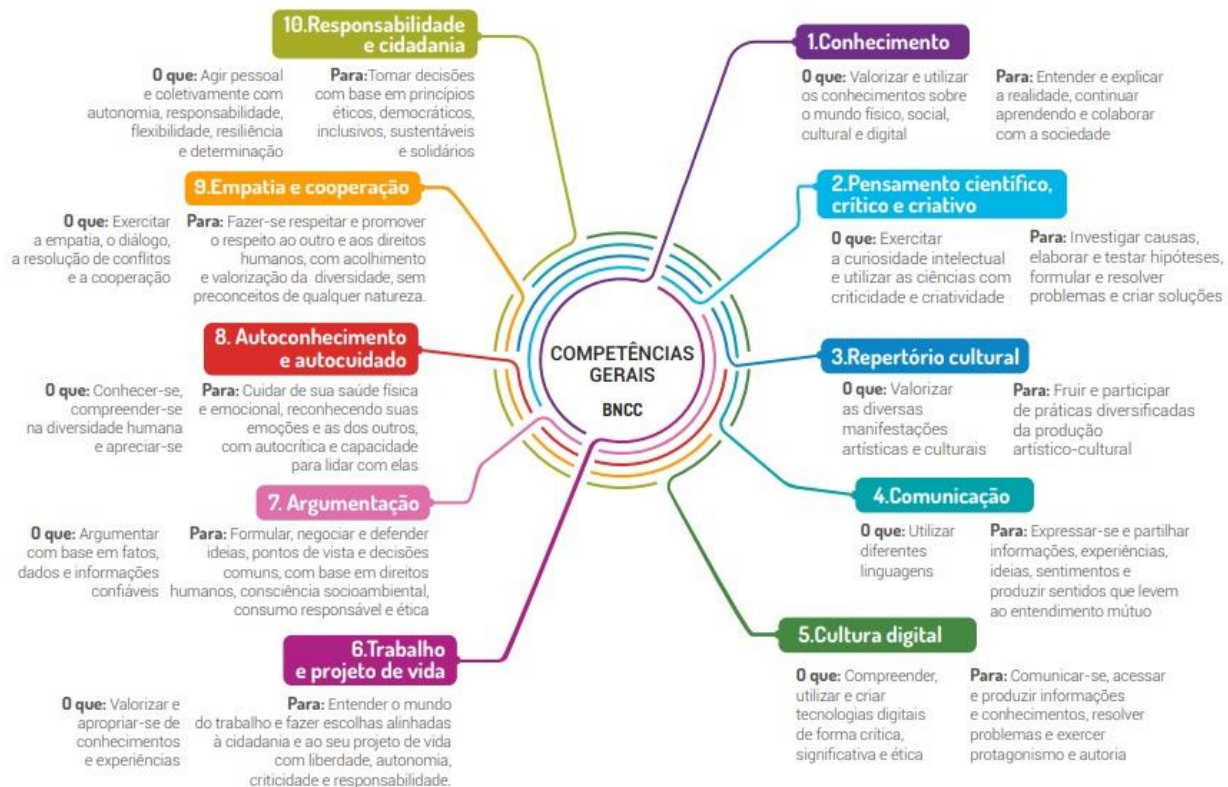 COMPETÊNCIAS
GERAIS
BNCC
1.Conhecimento
O que: Valorizar e utilizar
os conhecimentos sobre
o mundo físico, social,
cultural e digital
Para: Entender e explicar
a realidade, continuar
aprendendo e colaborar
com a sociedade
2.Pensamento científico,
crítico e criativo
O que: Exercitar
a curiosidade intelectual
e utilizar as ciências com
criticidade e criatividade
Para: Investigar causas,
elaborar e testar hipóteses,
formular e resolver
problemas e criar soluções
3.Repertório cultural
O que: Valorizar
as diversas
manifestações
artísticas e culturais
Para: Fruir e participar
de práticas diversificadas
da produção
artístico-cultural
4.Comunicação
O que: Utilizar
diferentes
linguagens
Para: Expressar-se e partilhar
informações, experiências,
ideias, sentimentos e
produzir sentidos que levem
ao entendimento mútuo
5.Cultura digital
O que: Compreender,
utilizar e criar
tecnologias digitais
de forma crítica,
significativa e ética
Para: Comunicar-se, acessar
e produzir informações
e conhecimentos, resolver
problemas e exercer
protagonismo e autoria
6.Trabalho
e projeto de vida
O que: Valorizar e
apropriar-se de
conhecimentos
e experiências
Para: Entender o mundo
do trabalho e fazer escolhas alinhadas
à cidadania e ao seu projeto de vida
com liberdade, autonomia,
criticidade e responsabilidade.
7. Argumentação
O que: Argumentar
com base em fatos,
dados e informações
confiáveis
Para: Formular, negociar e defender
ideias, pontos de vista e decisões
comuns, com base em direitos
humanos, consciência socioambiental,
consumo responsável e ética
8. Autoconhecimento
e autocuidado
O que: Conhecer-se,
compreender-se
na diversidade humana
e apreciar-se
Para: Cuidar de sua saúde física
e emocional, reconhecendo suas
emoções e as dos outros,
com autocrítica e capacidade
para lidar com elas
9.Empatia e cooperação
O que: Exercitar
a empatia, o diálogo,
a resolução de conflitos
e a cooperação
Para: Fazer-se respeitar e promover
o respeito ao outro e aos direitos
humanos, com acolhimento
e valorização da diversidade, sem
preconceitos de qualquer natureza.
10.Responsabilidade
e cidadania
O que: Agir pessoal
e coletivamente com
autonomia, responsabilidade,
flexibilidade, resiliência
e determinação
Para:Tomar decisões
com base em princípios
éticos, democráticos,
inclusivos, sustentáveis
e solidários